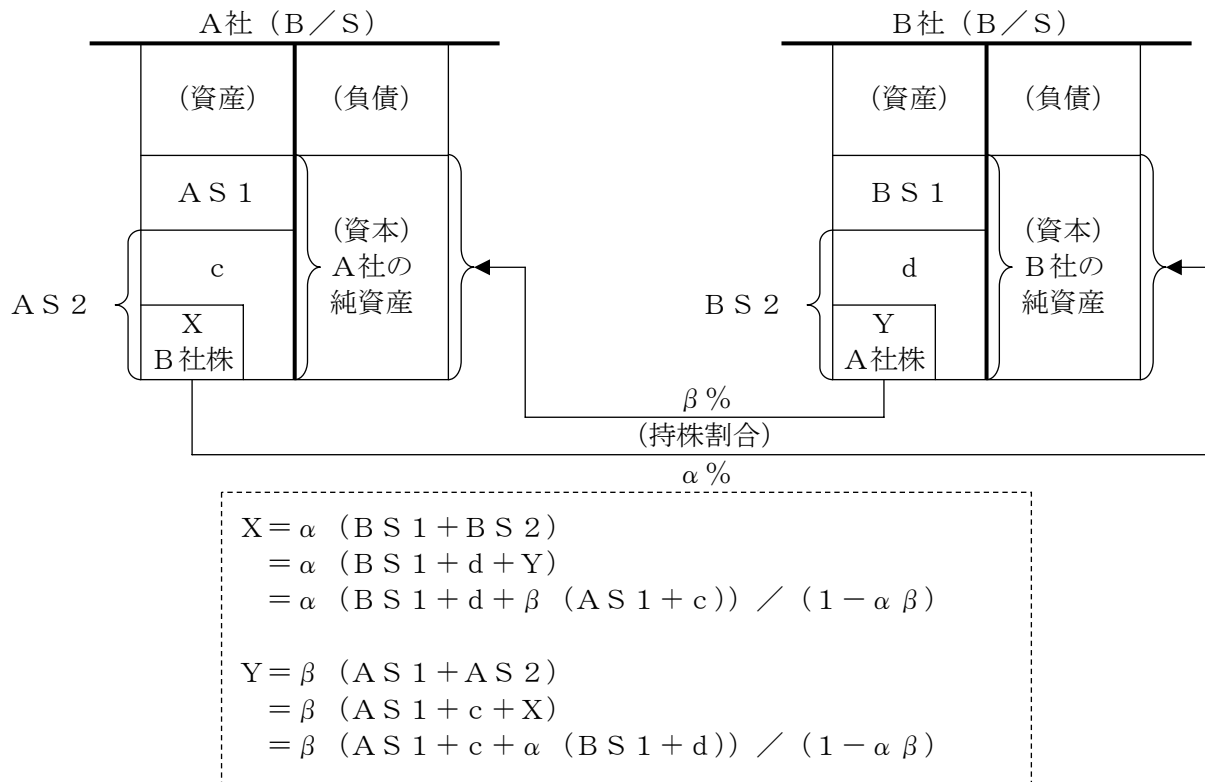 A社（B／S）
（資産）
（負債）
AS1
c
AS2
X
B社株
（資本）
A社の
純資産
B社（B／S）
（資産）
（負債）
BS1
d
BS2
Y
A社株
（資本）
B社の
純資産
β％
（持株割合）
α％
X＝α（BS1＋BS2）
＝α（BS1＋d＋Y）
＝α（BS1＋d＋β（AS1＋c））／（1－αβ）
Y＝β（AS1＋AS2）
＝β（AS1＋c＋X）
＝β（AS1＋c＋α（BS1＋d））／（1－αβ）